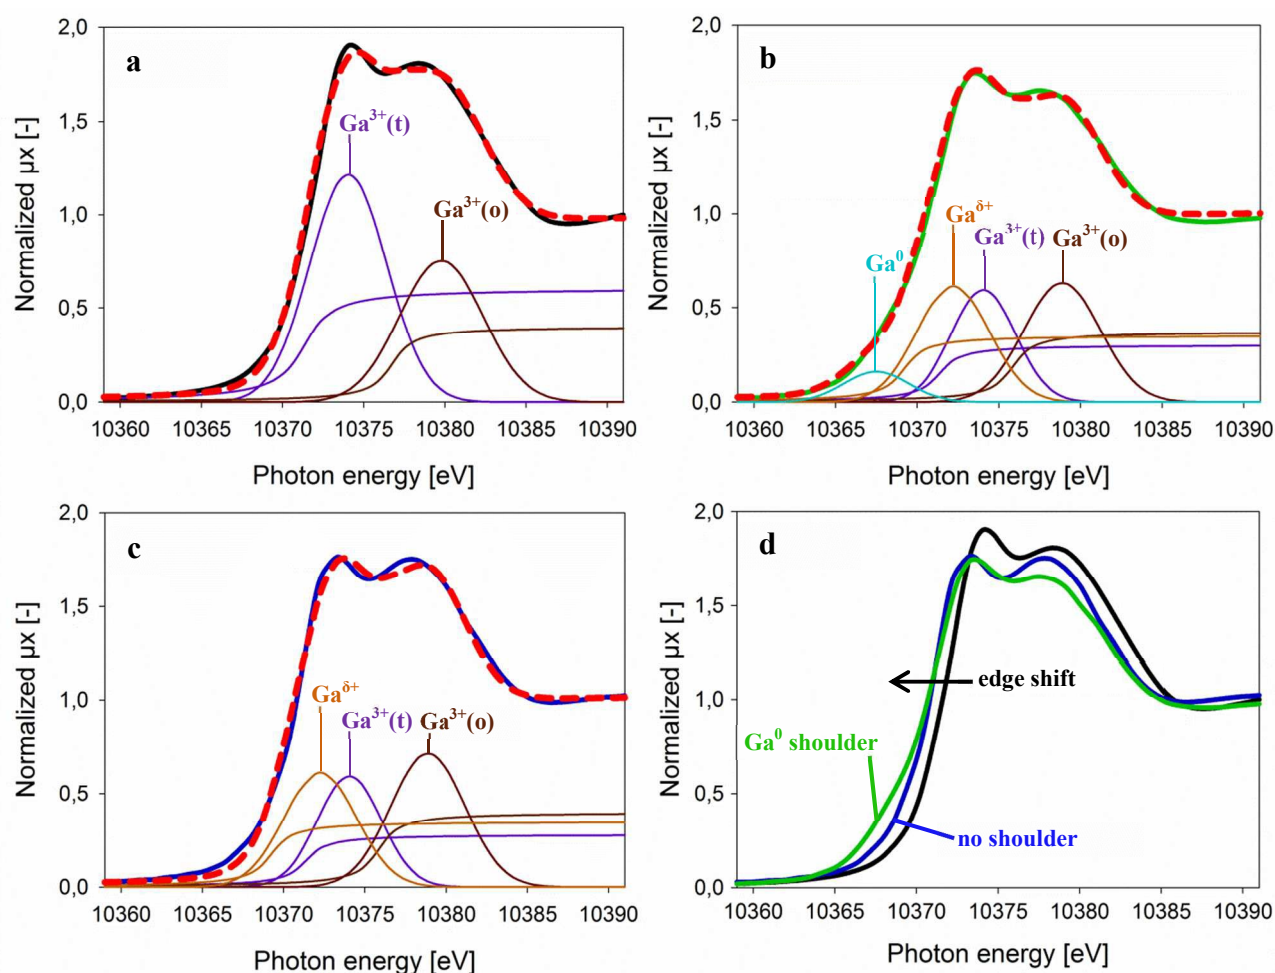 a
Ga³⁺(t)
Ga³⁺(o)
Normalized µx [-]
2,0
1,5
1,0
0,5
0,0
10360 10365 10370 10375 10380 10385 10390
Photon energy [eV]
b
Ga⁰
Gaᵟ⁺
Ga³⁺(t)
Ga³⁺(o)
Normalized µx [-]
2,0
1,5
1,0
0,5
0,0
10360 10365 10370 10375 10380 10385 10390
Photon energy [eV]
c
Gaᵟ⁺
Ga³⁺(t)
Ga³⁺(o)
Normalized µx [-]
2,0
1,5
1,0
0,5
0,0
10360 10365 10370 10375 10380 10385 10390
Photon energy [eV]
d
edge shift
Ga⁰ shoulder
no shoulder
Normalized µx [-]
2,0
1,5
1,0
0,5
0,0
10360 10365 10370 10375 10380 10385 10390
Photon energy [eV]